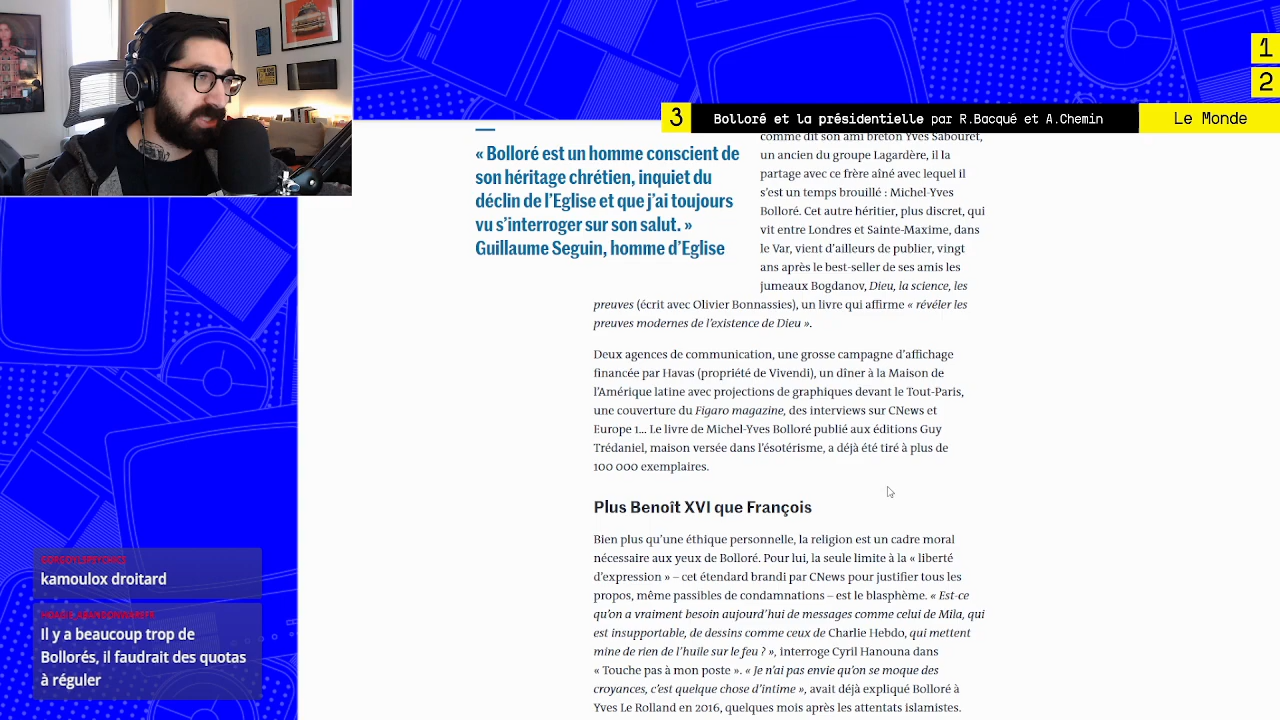 1
2
3 Bolloré et la présidentielle par R.Bacqué et A.Chemin Le Monde
« Bolloré est un homme conscient de
son héritage chrétien, inquiet du
déclin de l’Eglise et que j’ai toujours
vu s’interroger sur son salut. »
Guillaume Seguin, homme d’Eglise
comme dit son ami breton Yves Sabouret,
un ancien du groupe Lagardère, il la
partage avec ce frère aîné avec lequel il
s’est un temps brouillé : Michel-Yves
Bolloré. Cet autre héritier, plus discret, qui
vit entre Londres et Sainte-Maxime, dans
le Var, vient d’ailleurs de publier, vingt
ans après le best-seller de ses amis les
jumeaux Bogdanov, Dieu, la science, les
preuves (écrit avec Olivier Bonnassies), un livre qui affirme « révéler les
preuves modernes de l’existence de Dieu ».
Deux agences de communication, une grosse campagne d’affichage
financée par Havas (propriété de Vivendi), un dîner à la Maison de
l’Amérique latine avec projections de graphiques devant le Tout-Paris,
une couverture du Figaro magazine, des interviews sur CNews et
Europe 1... Le livre de Michel-Yves Bolloré publié aux éditions Guy
Trédaniel, maison versée dans l’ésotérisme, a déjà été tiré à plus de
100 000 exemplaires.
Plus Benoît XVI que François
Bien plus qu’une éthique personnelle, la religion est un cadre moral
nécessaire aux yeux de Bolloré. Pour lui, la seule limite à la « liberté
d’expression » – cet étendard brandi par CNews pour justifier tous les
propos, même passibles de condamnations – est le blasphème. « Est-ce
qu’on a vraiment besoin aujourd’hui de messages comme celui de Mila, qui
est insupportable, de dessins comme ceux de Charlie Hebdo, qui mettent
mine de rien de l’huile sur le feu ? », interroge Cyril Hanouna dans
« Touche pas à mon poste ». « Je n’ai pas envie qu’on se moque des
croyances, c’est quelque chose d’intime », avait déjà expliqué Bolloré à
Yves Le Rolland en 2016, quelques mois après les attentats islamistes.
kamoulox droitard
Il y a beaucoup trop de
Bollorés, il faudrait des quotas
à réguler